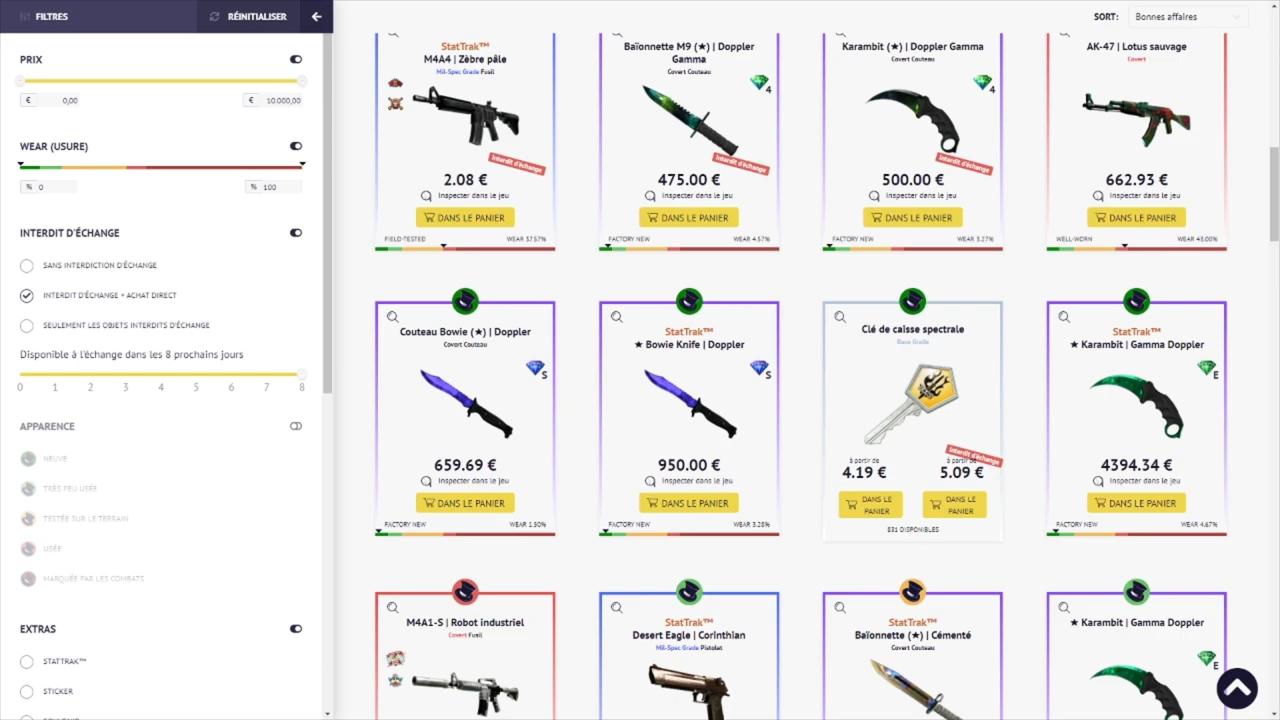 FILTRES
RÉINITIALISER
PRIX
€ 0,00
€ 10.000,00
WEAR (USURE)
% 0
% 100
INTERDIT D'ÉCHANGE
SANS INTERDICTION D'ÉCHANGE
INTERDIT D'ÉCHANGE + ACHAT DIRECT
SEULEMENT LES OBJETS INTERDITS D'ÉCHANGE
Disponible à l'échange dans les 8 prochains jours
0 1 2 3 4 5 6 7 8
APPARENCE
NEUVE
TRÈS PEU USÉE
TESTÉE SUR LE TERRAIN
USÉE
MARQUÉE PAR LES COMBATS
EXTRAS
STATTRAK™
STICKER
SORT: Bonnes affaires
StatTrak™
M4A4 | Zèbre pâle
Mil-Spec Grade Fusil
2.08 €
Inspecter dans le jeu
DANS LE PANIER
FIELD-TESTED WEAR 37.57%
Baïonnette M9 (★) | Doppler
Gamma
Covert Couteau
4
Interdit d'échange
475.00 €
Inspecter dans le jeu
DANS LE PANIER
FACTORY NEW WEAR 4.57%
Karambit (★) | Doppler Gamma
Covert Couteau
4
Interdit d'échange
500.00 €
Inspecter dans le jeu
DANS LE PANIER
FACTORY NEW WEAR 3.27%
AK-47 | Lotus sauvage
Covert
662.93 €
Inspecter dans le jeu
DANS LE PANIER
WELL-WORN WEAR 43.00%
Interdit d'échange
Couteau Bowie (★) | Doppler
Covert Couteau
S
659.69 €
Inspecter dans le jeu
DANS LE PANIER
FACTORY NEW WEAR 1.50%
StatTrak™
★ Bowie Knife | Doppler
S
950.00 €
Inspecter dans le jeu
DANS LE PANIER
FACTORY NEW WEAR 3.28%
Clé de caisse spectrale
Base Grade
Interdit d'échange
à partir de
4.19 €
DANS LE
PANIER
à partir de
5.09 €
DANS LE
PANIER
831 DISPONIBLES
StatTrak™
★ Karambit | Gamma Doppler
E
4394.34 €
Inspecter dans le jeu
DANS LE PANIER
FACTORY NEW WEAR 4.67%
M4A1-S | Robot industriel
Covert Fusil
StatTrak™
Desert Eagle | Corinthian
Mil-Spec Grade Pistolat
StatTrak™
Baïonnette (★) | Cémenté
Covert Couteau
★ Karambit | Gamma Doppler
E